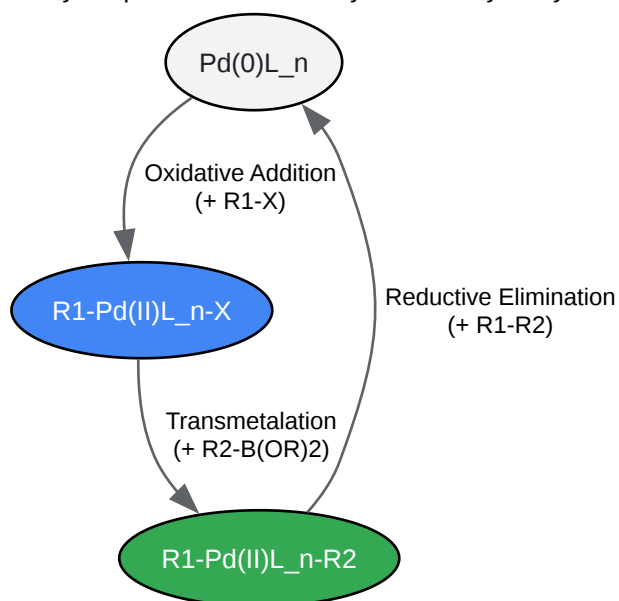 Pd(0)L_n
Oxidative Addition
(+ R1-X)
R1-Pd(II)L_n-X
Reductive Elimination
(+ R1-R2)
Transmetalation
(+ R2-B(OR)2)
R1-Pd(II)L_n-R2